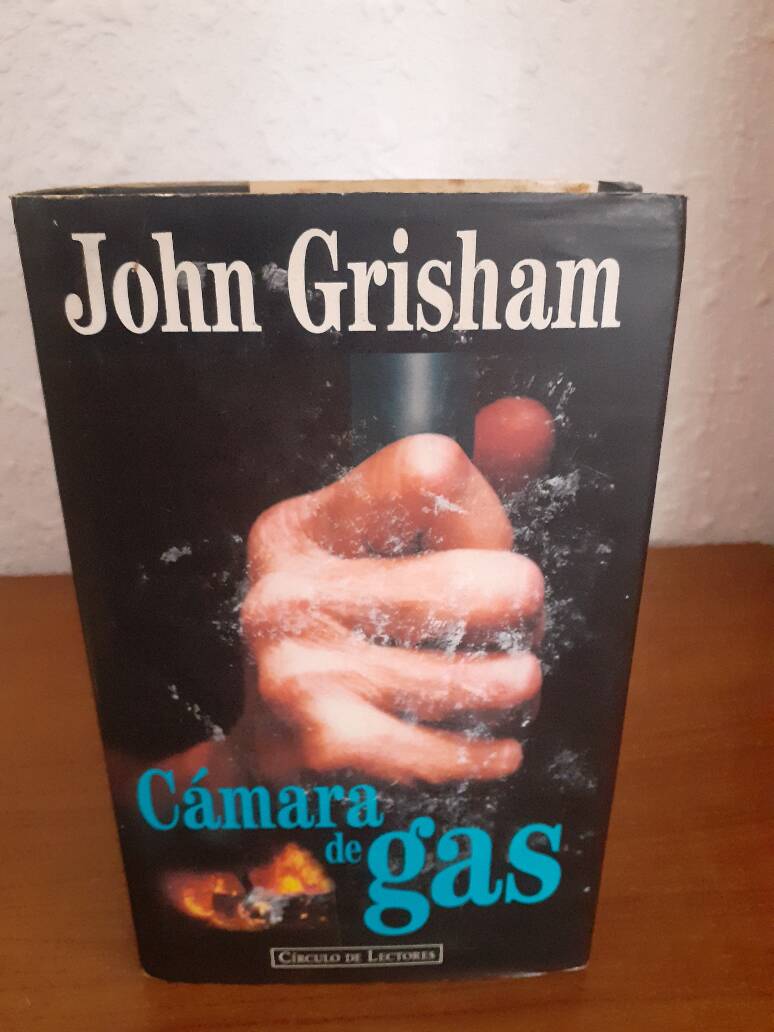 John Grisham
Cámara
de gas
CÍRCULO DE LECTORES